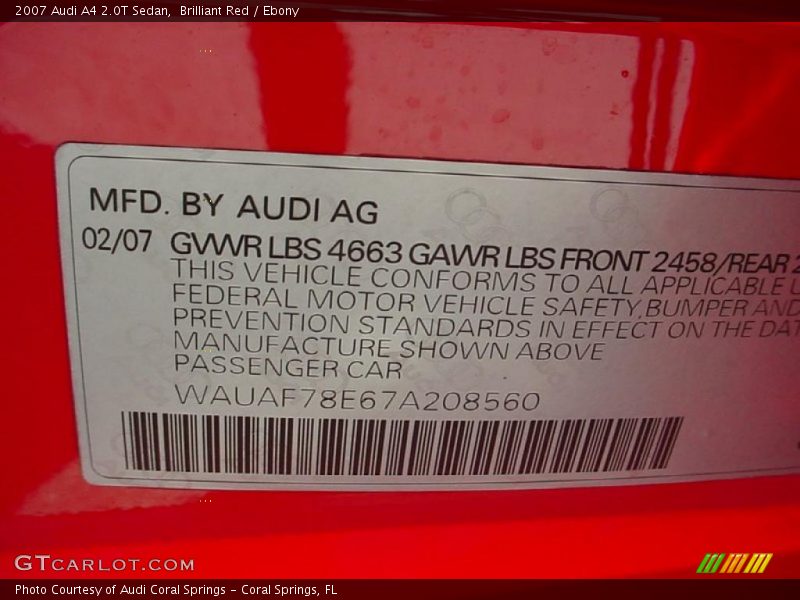 2007 Audi A4 2.0T Sedan,  Brilliant Red / Ebony
MFD. BY AUDI AG
02/07 GVWR LBS 4663 GAWR LBS FRONT 2458/REAR 2
THIS VEHICLE CONFORMS TO ALL APPLICABLE U
FEDERAL MOTOR VEHICLE SAFETY,BUMPER AND
PREVENTION STANDARDS IN EFFECT ON THE DAT
MANUFACTURE SHOWN ABOVE
PASSENGER CAR
WAUAF78E67A208560
GTCARLOT.COM
Photo Courtesy of Audi Coral Springs - Coral Springs, FL